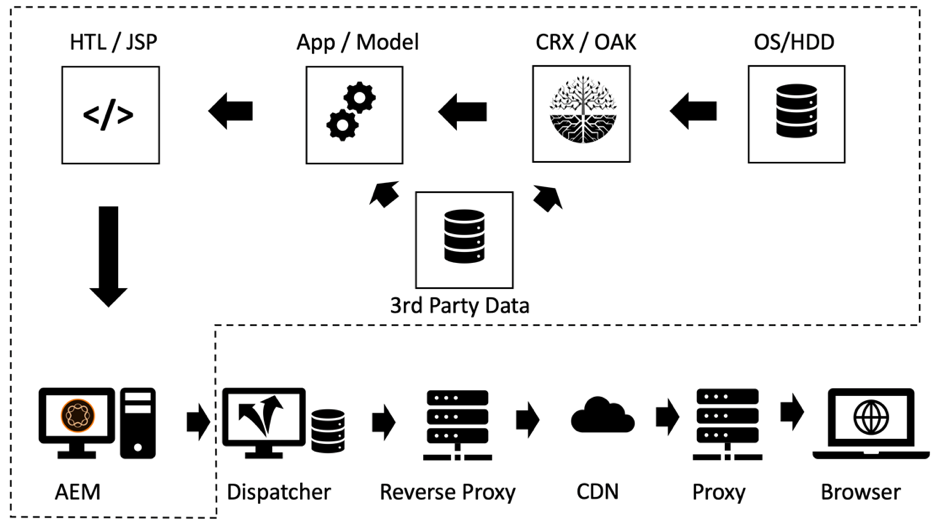 HTL / JSP
App / Model
CRX / OAK
OS/HDD
</>
3rd Party Data
AEM
Dispatcher
Reverse Proxy
CDN
Proxy
Browser